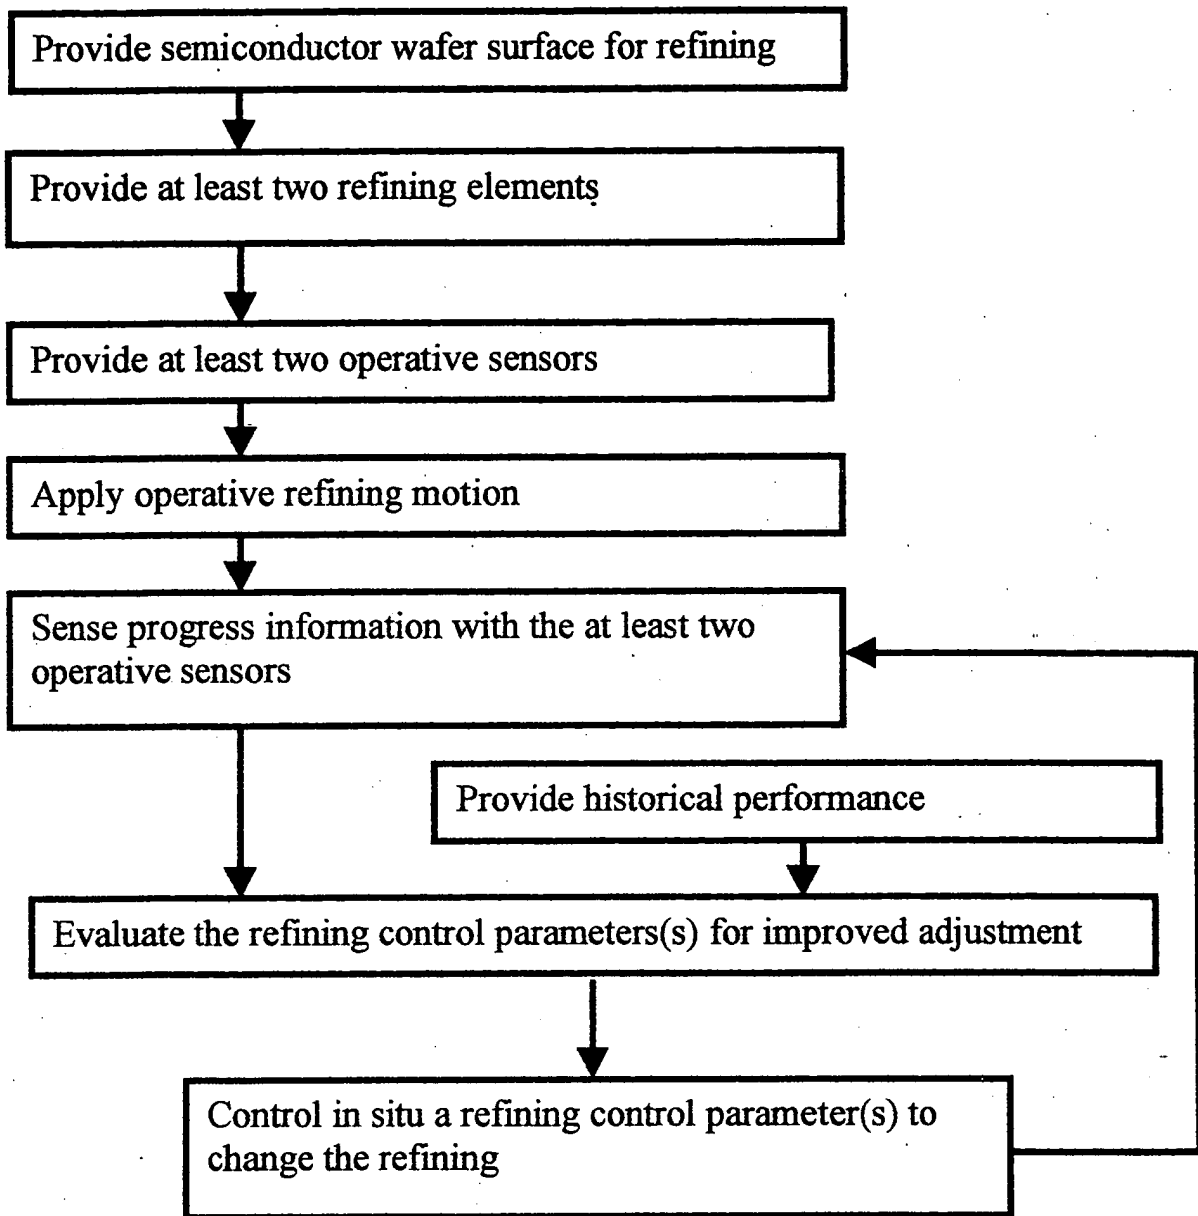 Provide semiconductor wafer surface for refining
Provide at least two refining elements
Provide at least two operative sensors
Apply operative refining motion
Sense progress information with the at least two
operative sensors
Provide historical performance
Evaluate the refining control parameters(s) for improved adjustment
Control in situ a refining control parameter(s) to
change the refining